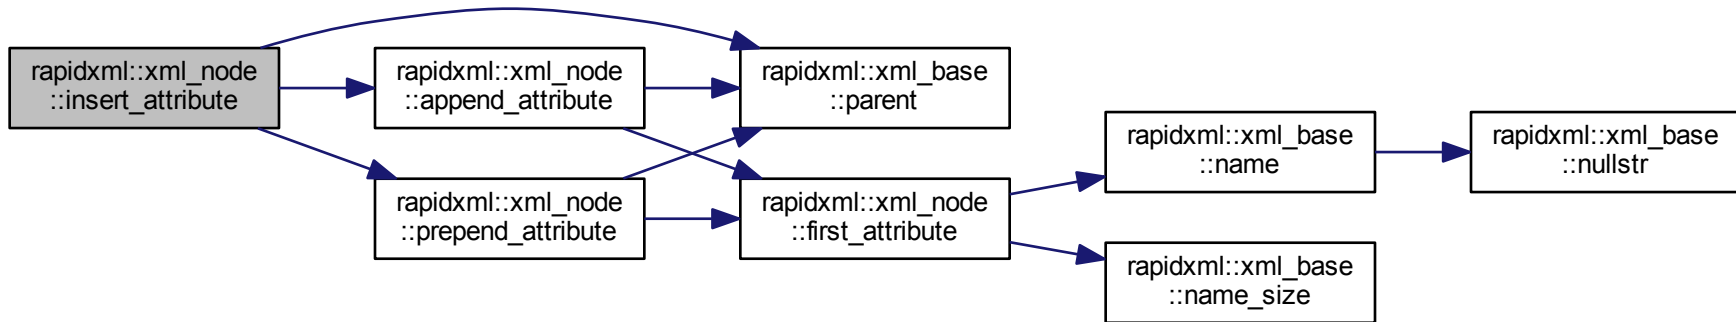 rapidxml::xml_node
::insert_attribute
rapidxml::xml_node
::append_attribute
rapidxml::xml_node
::prepend_attribute
rapidxml::xml_base
::parent
rapidxml::xml_node
::first_attribute
rapidxml::xml_base
::name
rapidxml::xml_base
::name_size
rapidxml::xml_base
::nullstr